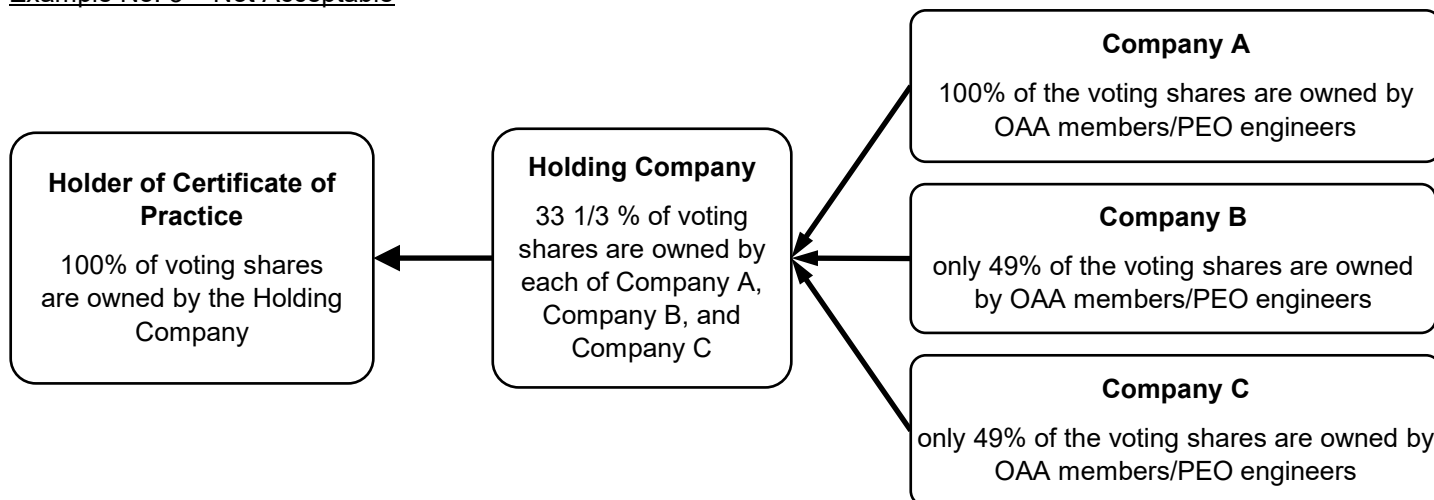 Example No. – Not Acceptable
Holder of Certificate of
Practice
100% of voting shares
are owned by the Holding
Company
Holding Company
33 1/3 % of voting
shares are owned by
each of Company A,
Company B, and
Company C
Company A
100% of the voting shares are owned by
OAA members/PEO engineers
Company B
only 49% of the voting shares are owned
by OAA members/PEO engineers
Company C
only 49% of the voting shares are owned by
OAA members/PEO engineers